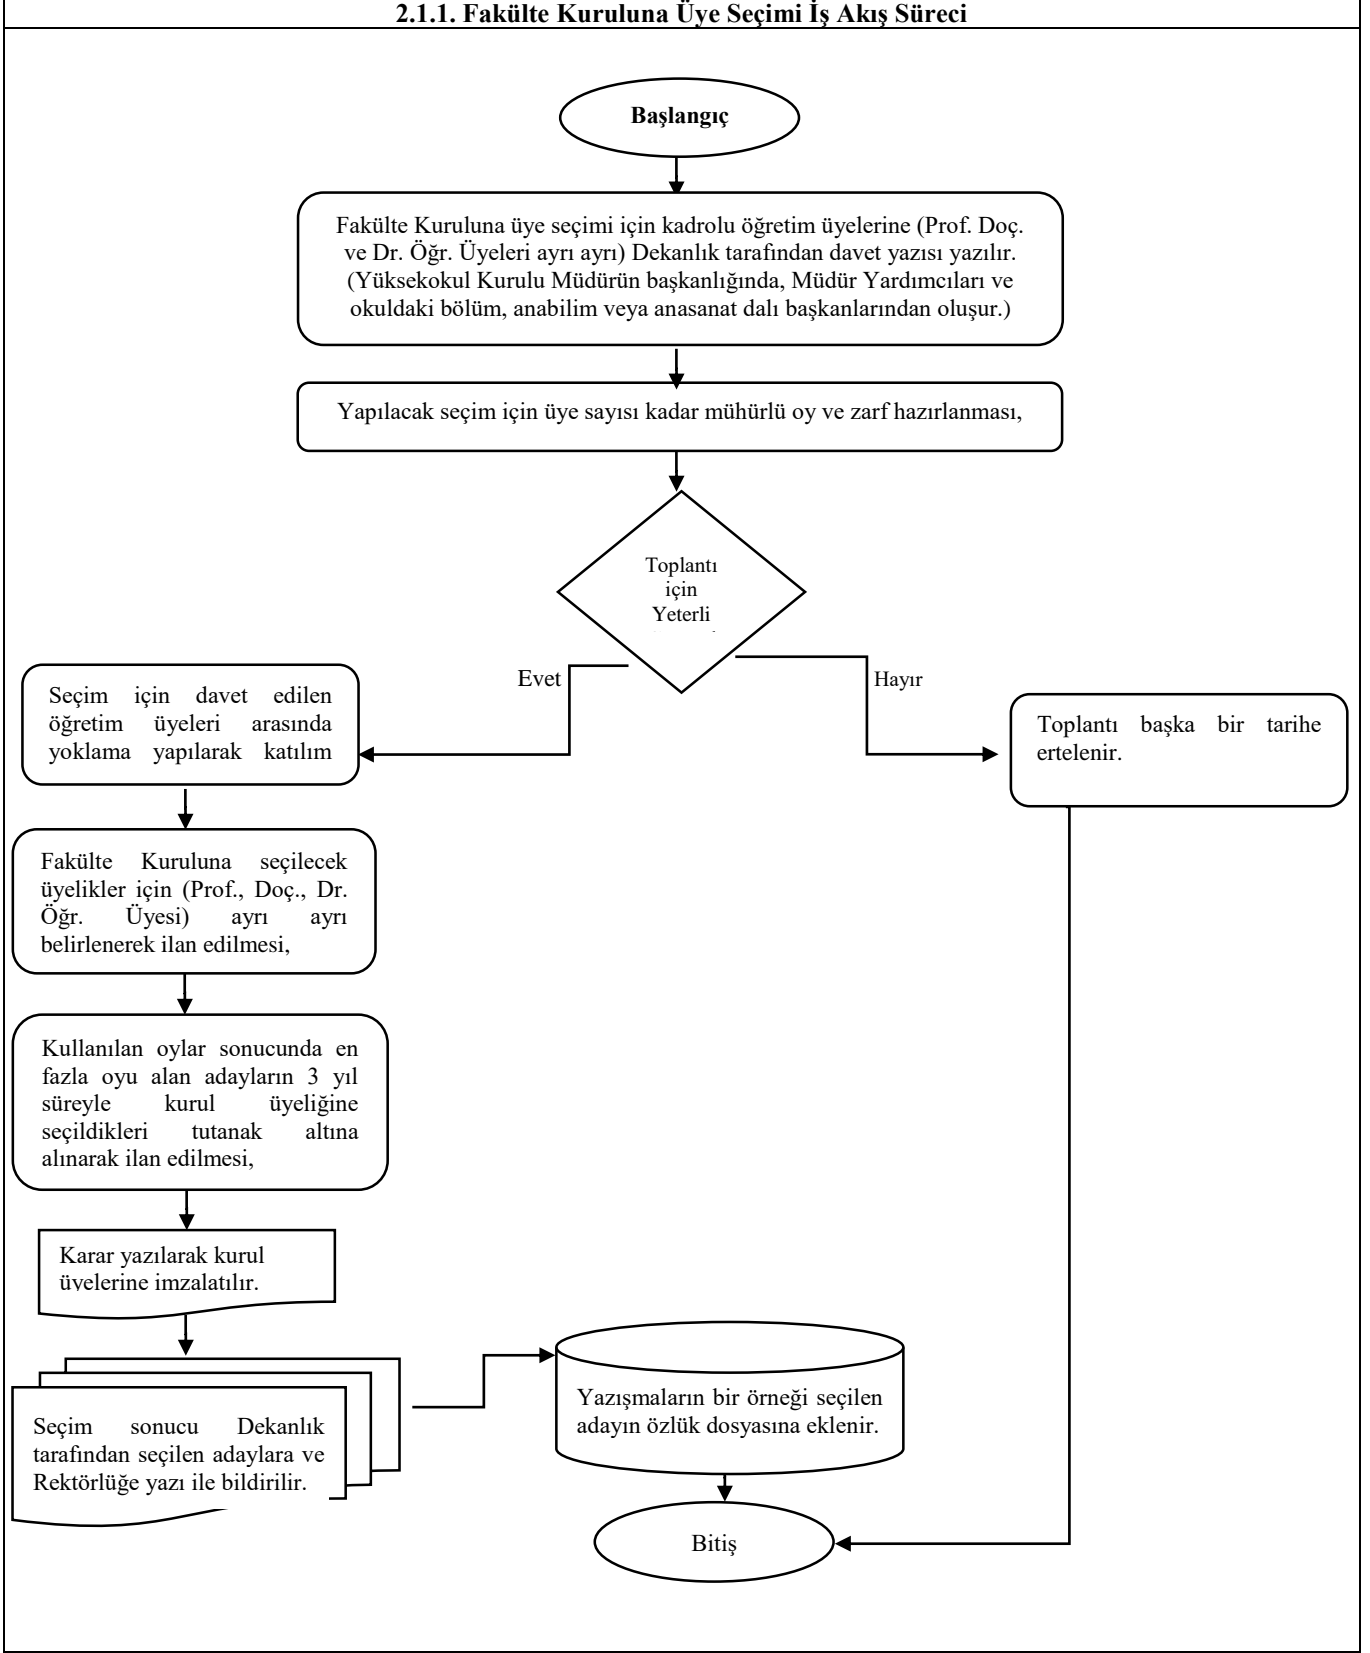 2.1.1. Fakülte Kuruluna Üye Seçimi İş Akış Süreci
Başlangıç
Fakülte Kuruluna üye seçimi için kadrolu öğretim üyelerine (Prof. Doç.
ve Dr. Öğr. Üyeleri ayrı ayrı) Dekanlık tarafından davet yazısı yazılır.
(Yüksekokul Kurulu Müdürün başkanlığında, Müdür Yardımcıları ve
okuldaki bölüm, anabilim veya anasanat dalı başkanlarından oluşur.)
Yapılacak seçim için üye sayısı kadar mühürlü oy ve zarf hazırlanması,
Toplantı
için
Yeterli
Evet
Hayır
Seçim için davet edilen
öğretim üyeleri arasında
yoklama yapılarak katılım
Toplantı başka bir tarihe
ertelenir.
Fakülte Kuruluna seçilecek
üyelikler için (Prof., Doç., Dr.
Öğr. Üyesi) ayrı ayrı
belirlenerek ilan edilmesi,
Kullanılan oylar sonucunda en
fazla oyu alan adayların 3 yıl
süreyle kurul üyeliğine
seçildikleri tutanak altına
alınarak ilan edilmesi,
Karar yazılarak kurul
üyelerine imzalatılır.
Seçim sonucu Dekanlık
tarafından seçilen adaylara ve
Rektörlüğe yazı ile bildirilir.
Yazışmaların bir örneği seçilen
adayın özlük dosyasına eklenir.
Bitiş